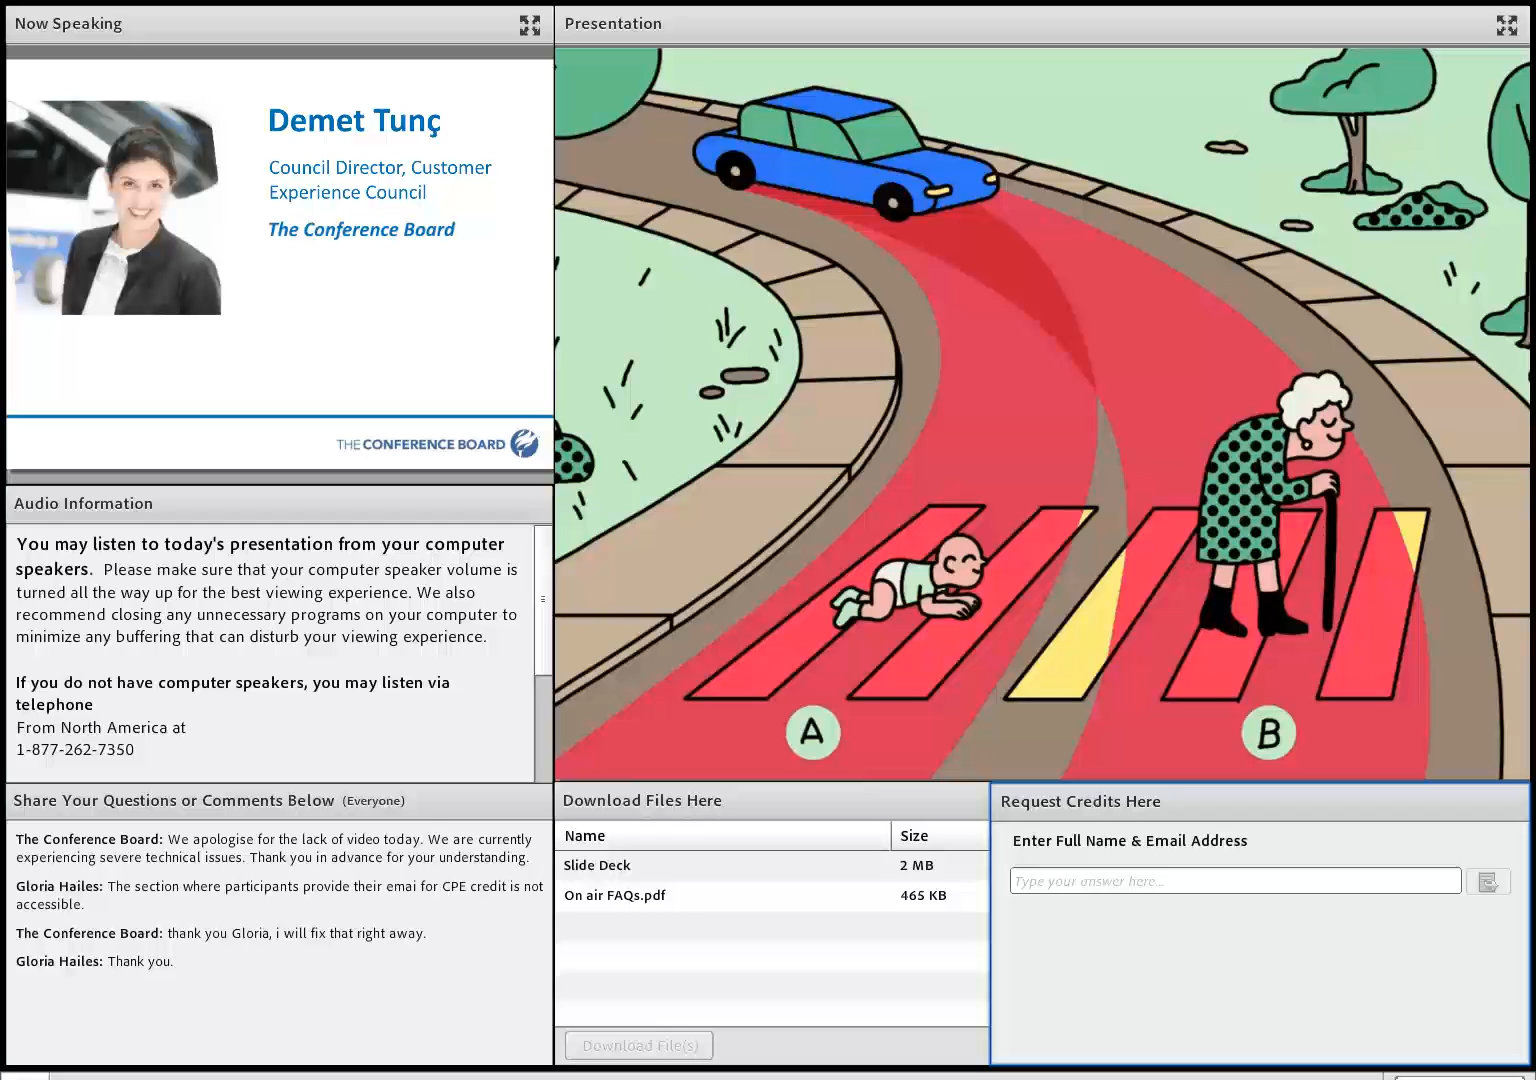 Now Speaking
Presentation
Demet Tunç
Council Director, Customer
Experience Council
The Conference Board
THE CONFERENCE BOARD
Audio Information
You may listen to today's presentation from your computer
speakers. Please make sure that your computer speaker volume is
turned all the way up for the best viewing experience. We also
recommend closing any unnecessary programs on your computer to
minimize any buffering that can disturb your viewing experience.
If you do not have computer speakers, you may listen via
telephone
From North America at
1-877-262-7350
A
B
Share Your Questions or Comments Below (Everyone)
The Conference Board: We apologise for the lack of video today. We are currently
experiencing severe technical issues. Thank you in advance for your understanding.
Gloria Hailes: The section where participants provide their emai for CPE credit is not
accessible.
The Conference Board: thank you Gloria, i will fix that right away.
Gloria Hailes: Thank you.
Download Files Here
Name Size
Slide Deck 2 MB
On air FAQs.pdf 465 KB
Download File(s)
Request Credits Here
Enter Full Name & Email Address
Type your answer here...